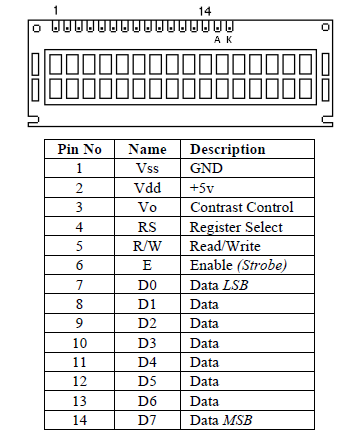 1 14
A K
Pin No Name Description
1 Vss GND
2 Vdd +5v
3 Vo Contrast Control
4 RS Register Select
5 R/W Read/Write
6 E Enable (Strobe)
7 D0 Data LSB
8 D1 Data
9 D2 Data
10 D3 Data
11 D4 Data
12 D5 Data
13 D6 Data
14 D7 Data MSB